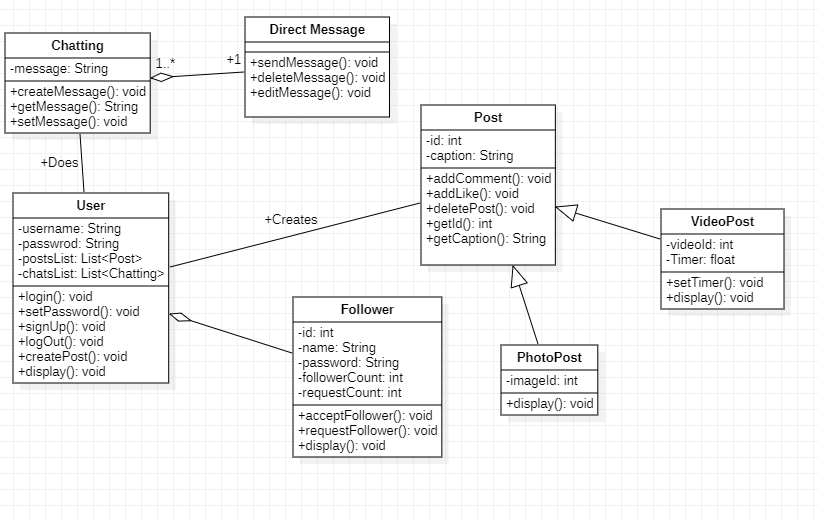 Chatting
-message: String
+createMessage(): void
+getMessage(): String
+setMessage(): void
1..*
+1
Direct Message
+sendMessage(): void
+deleteMessage(): void
+editMessage(): void
+Does
User
-username: String
-passwrod: String
-postsList: List<Post>
-chatsList: List<Chatting>
+login(): void
+setPassword(): void
+signUp(): void
+logOut(): void
+createPost(): void
+display(): void
+Creates
Post
-id: int
-caption: String
+addComment(): void
+addLike(): void
+deletePost(): void
+getId(): int
+getCaption(): String
VideoPost
-videoId: int
-Timer: float
+setTimer(): void
+display(): void
Follower
-id: int
-name: String
-password: String
-followerCount: int
-requestCount: int
+acceptFollower(): void
+requestFollower(): void
+display(): void
PhotoPost
-imageId: int
+display(): void